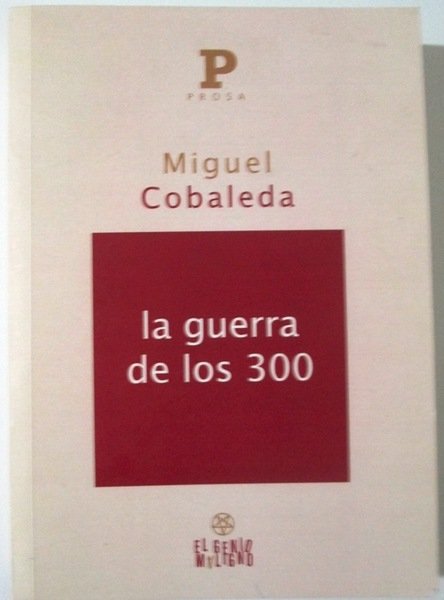 P
PROSA
Miguel
Cobaleda
la guerra
de los 300
EL GENIO
MALIGNO